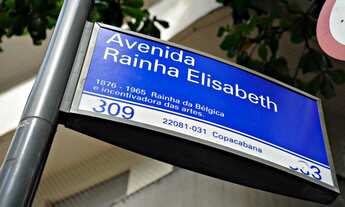 Avenida
Rainha Elisabeth
1876 - 1965 Rainha da Bélgica
e incentivadora das artes.
309
22081-031 Copacabana